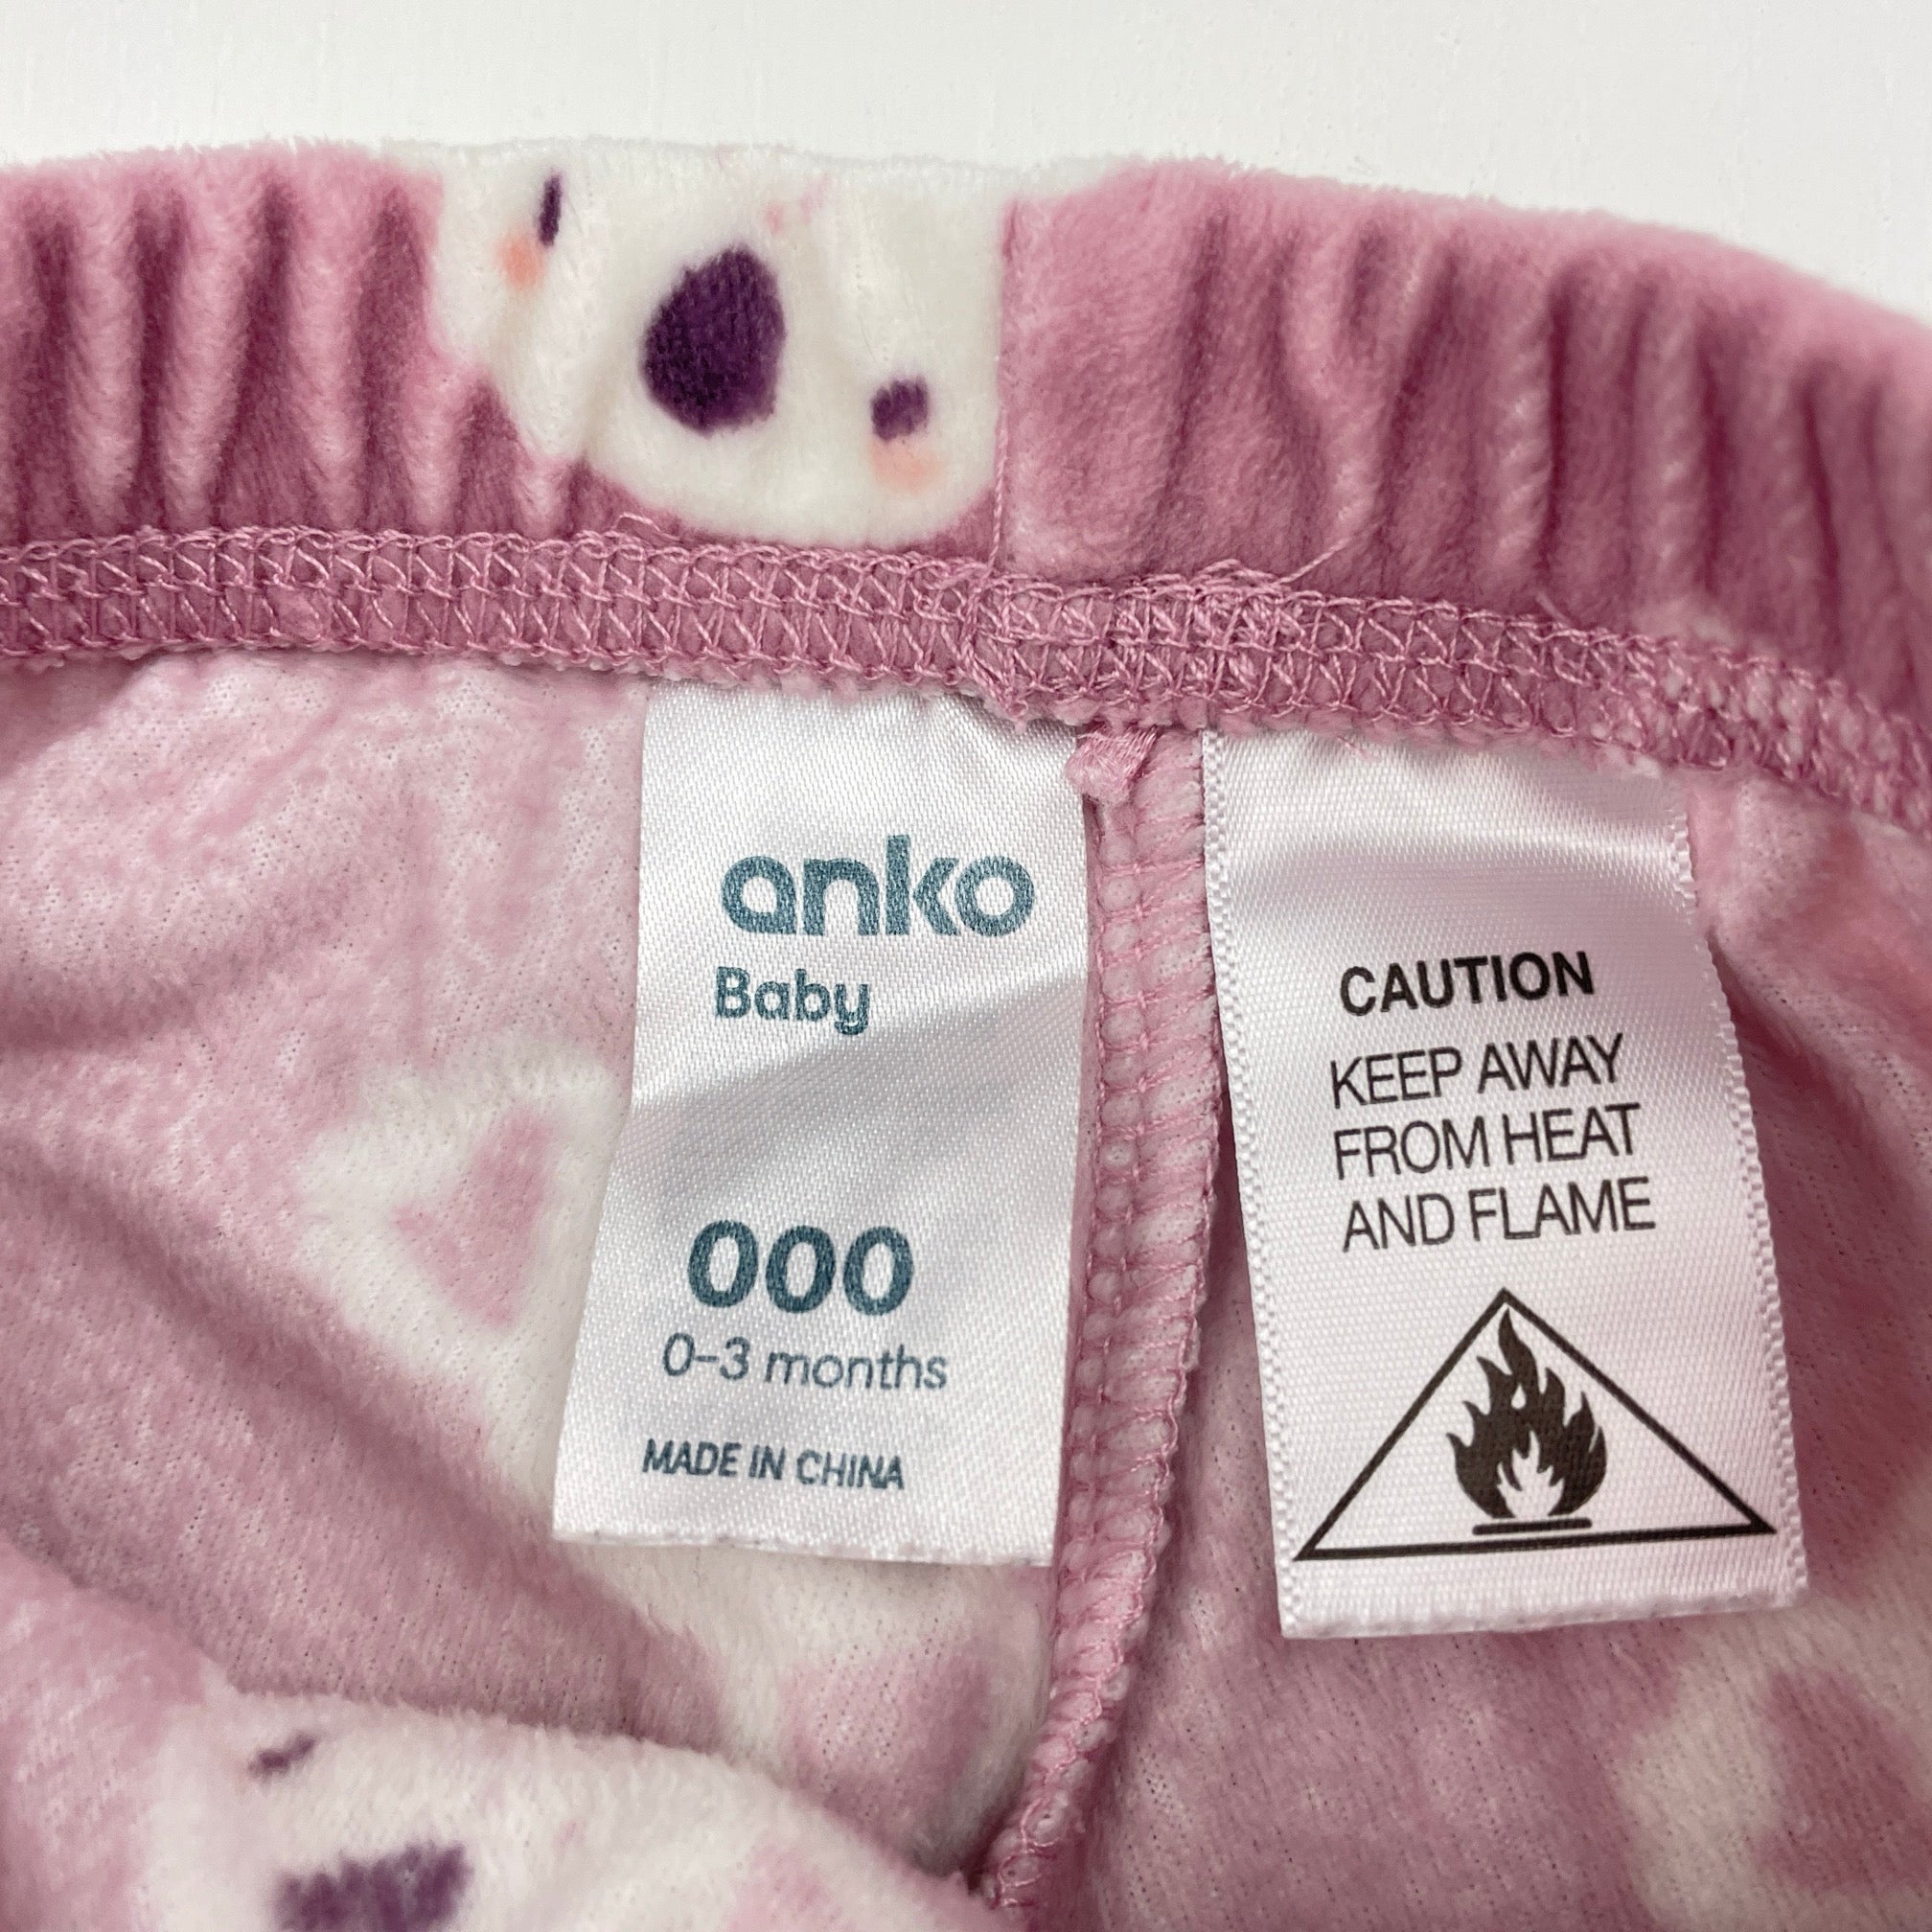 anko
Baby
000
0-3 months
MADE IN CHINA
CAUTION
KEEP AWAY
FROM HEAT
AND FLAME